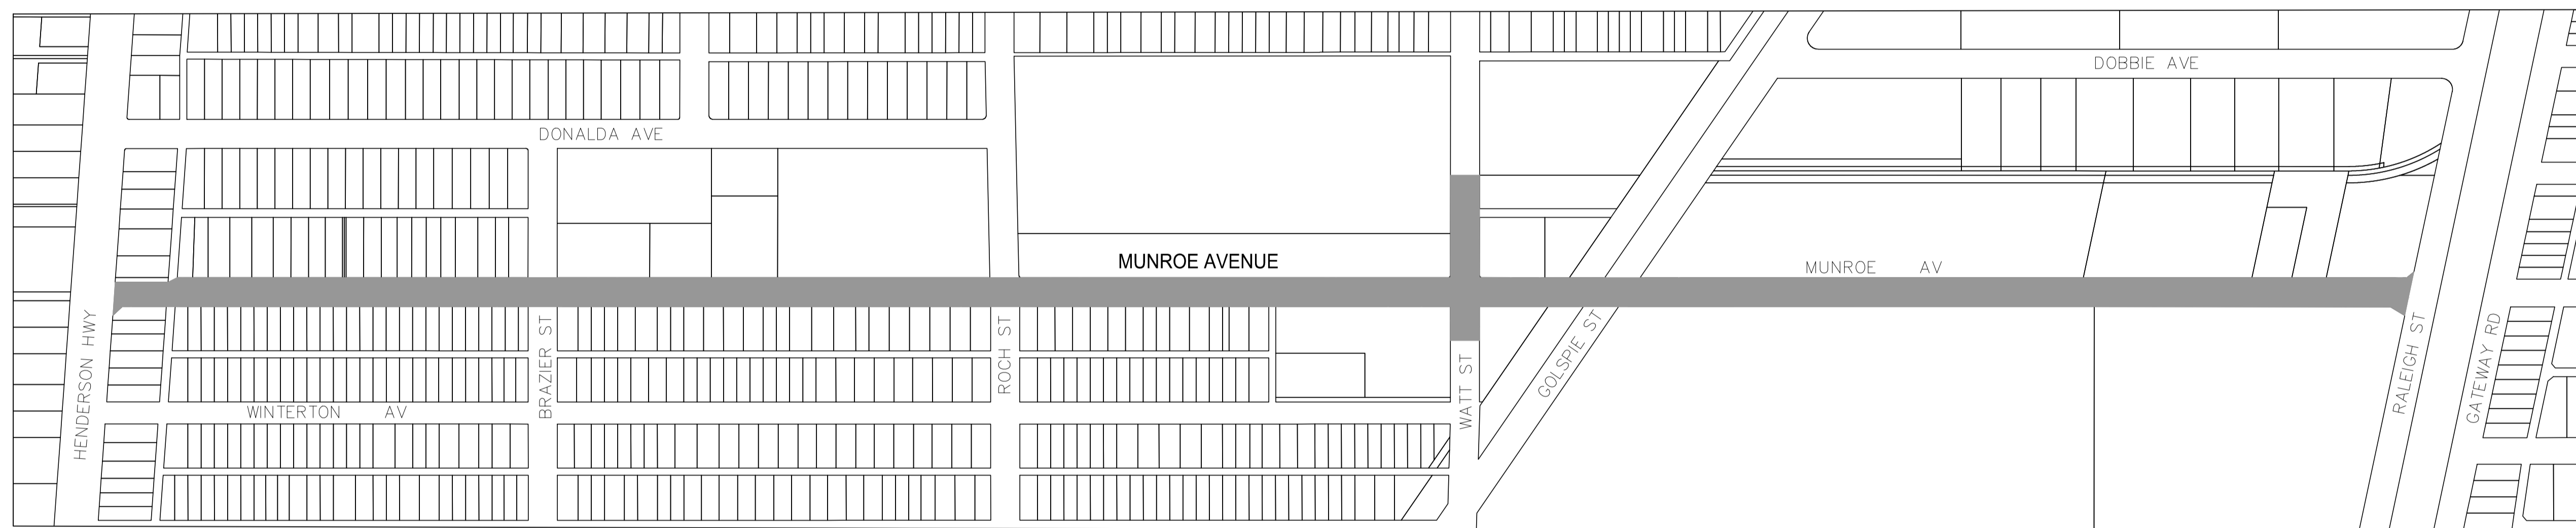 DOBBIE AVE
DONALDA AVE
MUNROE AVENUE
MUNROE AV
HENDERSON HWY
BRAZIER ST
ROCH ST
WATT ST
GOLSPIE ST
RALEIGH ST
GATEWAY RD
WINTERTON AV